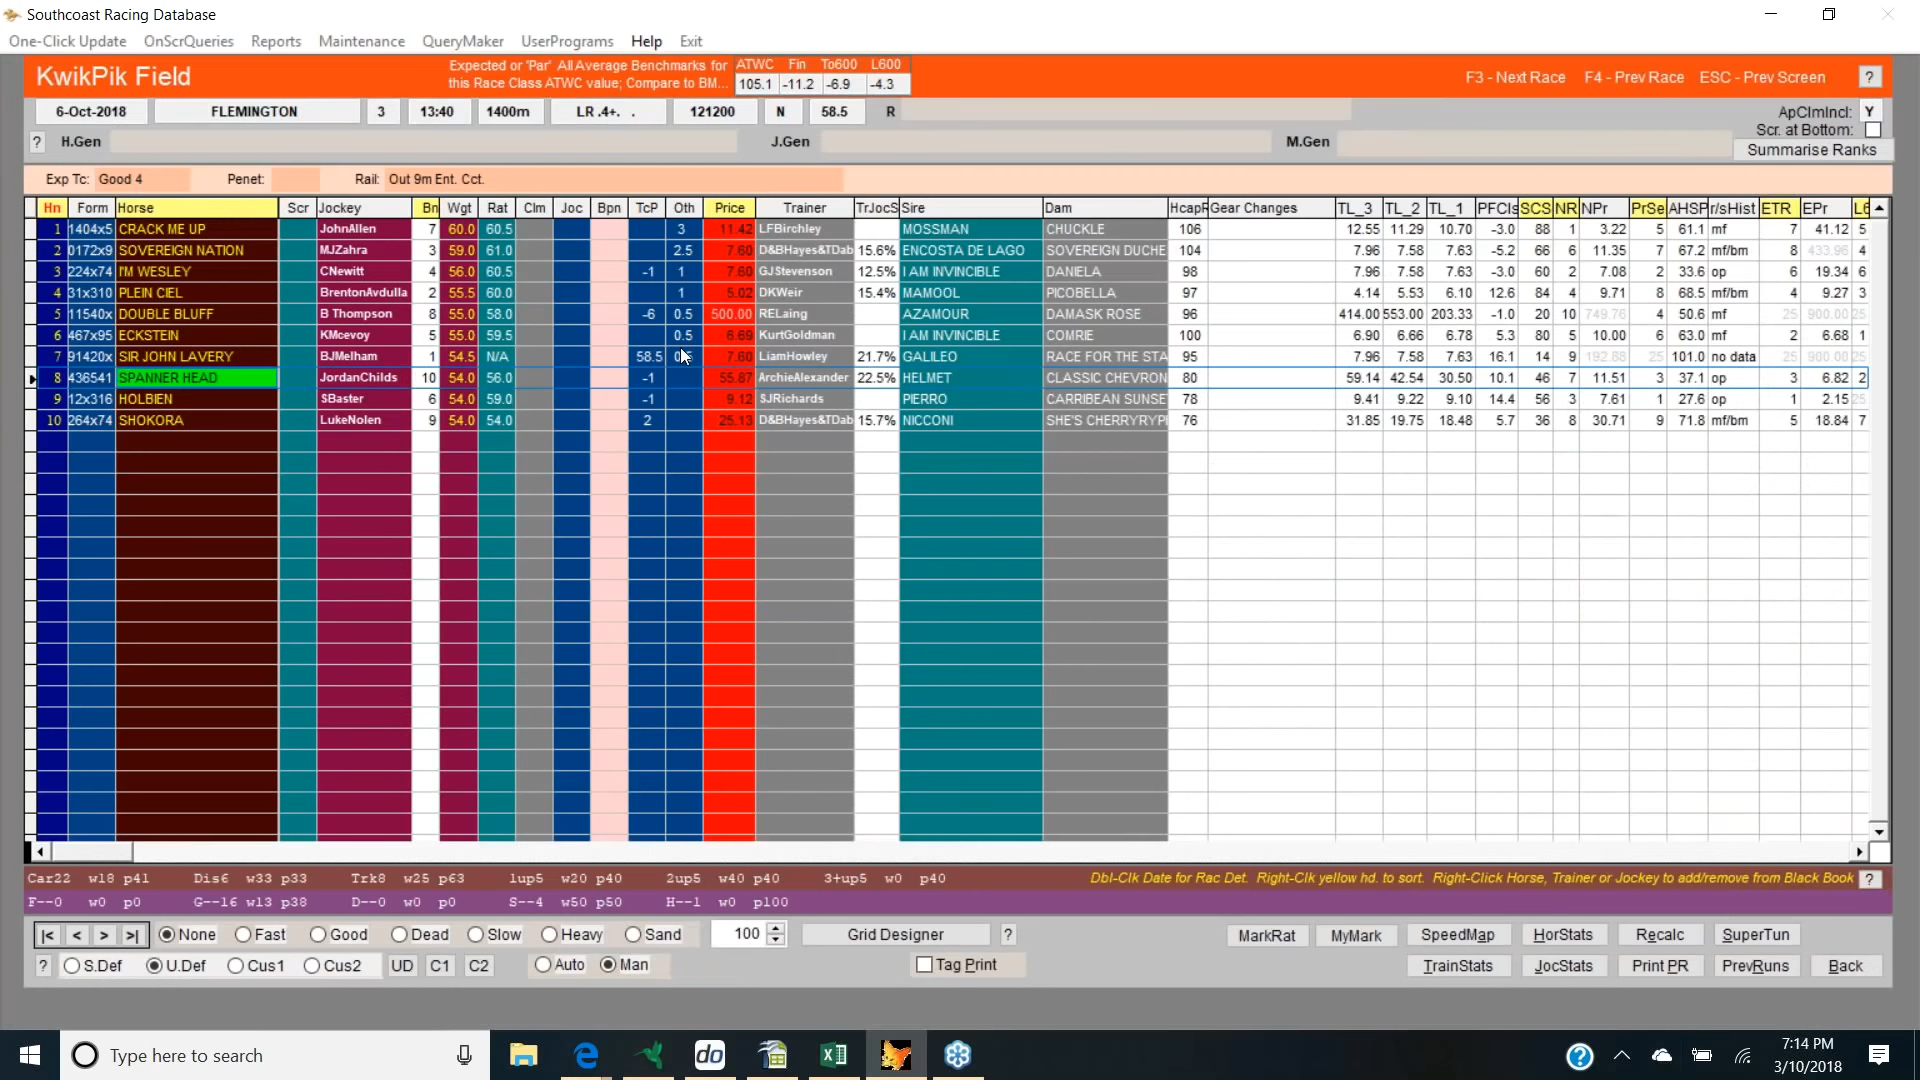 Southcoast Racing Database
One-Click Update OnScrQueries Reports Maintenance QueryMaker UserPrograms Help Exit
KwikPik Field
Expected or 'Par' All Average Benchmarks for
this Race Class ATWC value; Compare to BM...
ATWC Fin To600 L600
105.1 -11.2 -6.9 -4.3
F3 - Next Race F4 - Prev Race ESC - Prev Screen ?
6-Oct-2018 FLEMINGTON 3 13:40 1400m LR .4+. . 121200 N 58.5 R
ApClmIncl: Y
Scr. at Bottom:
? H.Gen J.Gen M.Gen
Summarise Ranks
Exp Tc: Good 4 Penet: Rail: Out 9m Ent. Cct.
Hn Form Horse Scr Jockey Bn Wgt Rat Clm Joc Bpn TcP Oth Price Trainer TrJocS Sire Dam HcapR Gear Changes TL_3 TL_2 TL_1 PFCls SCS NR NPr PrSe AHSP r/sHist ETR EPr L6
1 1404x5 CRACK ME UP JohnAllen 7 60.0 60.5 3 11.42 LFBirchley MOSSMAN CHUCKLE 106 12.55 11.29 10.70 -3.0 88 1 3.22 5 61.1 mf 7 41.12 5
2 0172x9 SOVEREIGN NATION MJZahra 3 59.0 61.0 2.5 7.60 D&BHayes&TDab 15.6% ENCOSTA DE LAGO SOVEREIGN DUCHE 104 7.96 7.58 7.63 -5.2 66 6 11.35 7 67.2 mf/bm 8 433.96 4
3 224x74 I'M WESLEY CNewitt 4 56.0 60.5 -1 1 7.60 GJStevenson 12.5% I AM INVINCIBLE DANIELA 98 7.96 7.58 7.63 -3.0 60 2 7.08 2 33.6 op 6 19.34 6
4 31x310 PLEIN CIEL BrentonAvdulla 2 55.5 60.0 1 5.02 DKWeir 15.4% MAMOOL PICOBELLA 97 4.14 5.53 6.10 12.6 84 4 9.71 8 68.5 mf/bm 4 9.27 3
5 11540x DOUBLE BLUFF B Thompson 8 55.0 58.0 -6 0.5 500.00 RELaing AZAMOUR DAMASK ROSE 96 414.00 553.00 203.33 -1.0 20 10 749.76 4 50.6 mf 25 900.00 25
6 467x95 ECKSTEIN KMcevoy 5 55.0 59.5 0.5 6.69 KurtGoldman I AM INVINCIBLE COMRIE 100 6.90 6.66 6.78 5.3 80 5 10.00 6 63.0 mf 2 6.68 1
7 91420x SIR JOHN LAVERY BJMelham 1 54.5 N/A 58.5 7.60 LiamHowley 21.7% GALILEO RACE FOR THE STA 95 7.96 7.58 7.63 16.1 14 9 192.88 25 101.0 no data 25 900.00 25
8 436541 SPANNER HEAD JordanChilds 10 54.0 56.0 -1 55.87 ArchieAlexander 22.5% HELMET CLASSIC CHEVRON 80 59.14 42.54 30.50 10.1 46 7 11.51 3 37.1 op 3 6.82 2
9 12x316 HOLBIEN SBaster 6 54.0 59.0 -1 9.12 SJRichards PIERRO CARRIBEAN SUNSE 78 9.41 9.22 9.10 14.4 56 3 7.61 1 27.6 op 1 2.15 25
10 264x74 SHOKORA LukeNolen 9 54.0 54.0 2 25.13 D&BHayes&TDab 15.7% NICCONI SHE'S CHERRYRYP 76 31.85 19.75 18.48 5.7 36 8 30.71 9 71.8 mf/bm 5 18.84 7
Car22 w18 p41 Dis6 w33 p33 Trk8 w25 p63 1up5 w20 p40 2up5 w40 p40 3+up5 w0 p40 Dbl-Clk Date for Rac Det. Right-Clk yellow hd. to sort. Right-Click Horse, Trainer or Jockey to add/remove from Black Book ?
F--0 w0 p0 G--16 w13 p38 D--0 w0 p0 S--4 w50 p50 H--1 w0 p100
|< < > >| None Fast Good Dead Slow Heavy Sand 100 Grid Designer ? MarkRat MyMark SpeedMap HorStats Recalc SuperTun
? S.Def U.Def Cus1 Cus2 UD C1 C2 Auto Man Tag Print TrainStats JocStats Print PR PrevRuns Back
Type here to search
do
7:14 PM
3/10/2018